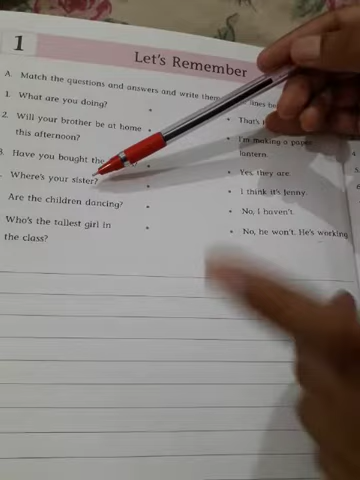 1
Let's Remember
A. Match the questions and answers and write them lines
1. What are you doing?
That's
2. Will your brother be at home
this afternoon?
I'm making a paper
lantern.
3. Have you bought the
Yes, they are.
Where's your sister?
I think it's Jenny.
Are the children dancing?
No, I haven't.
Who's the tallest girl in
the class?
No, he won't. He's working